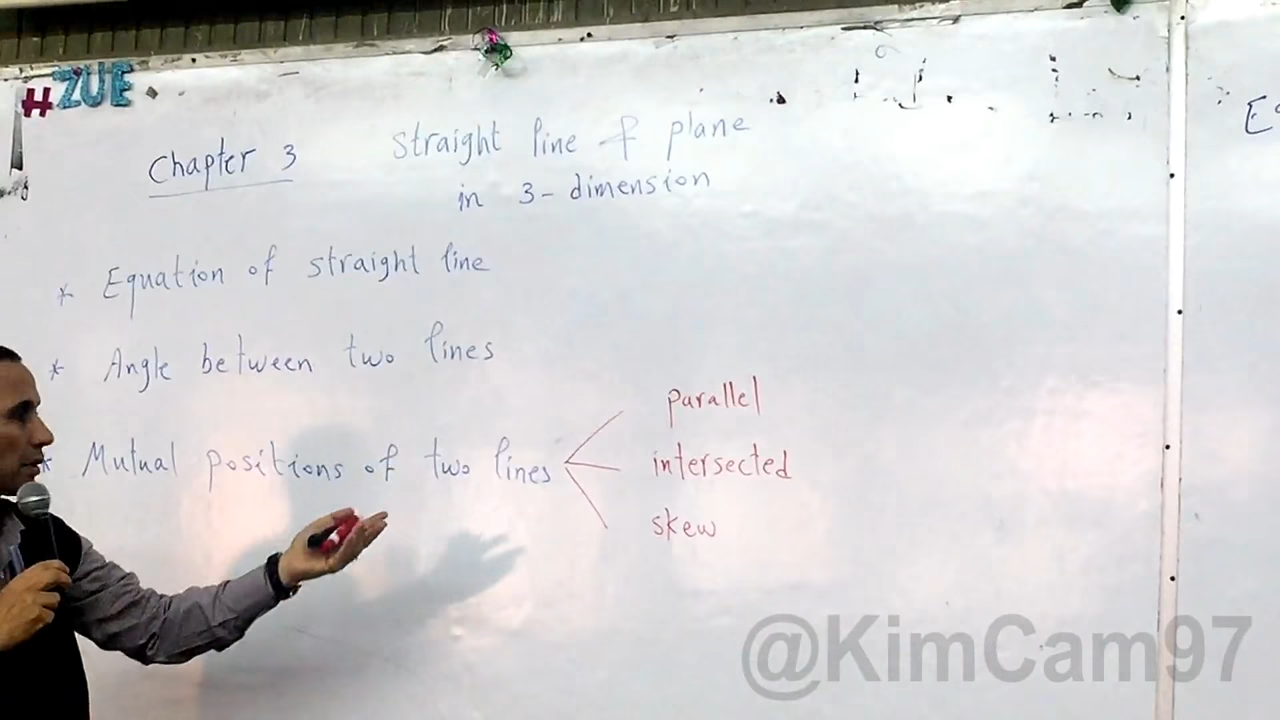 #ZUE
Chapter 3
straight line & plane
in 3-dimension
* Equation of straight line
* Angle between two lines
* Mutual positions of two lines
parallel
intersected
skew
@KimCam97